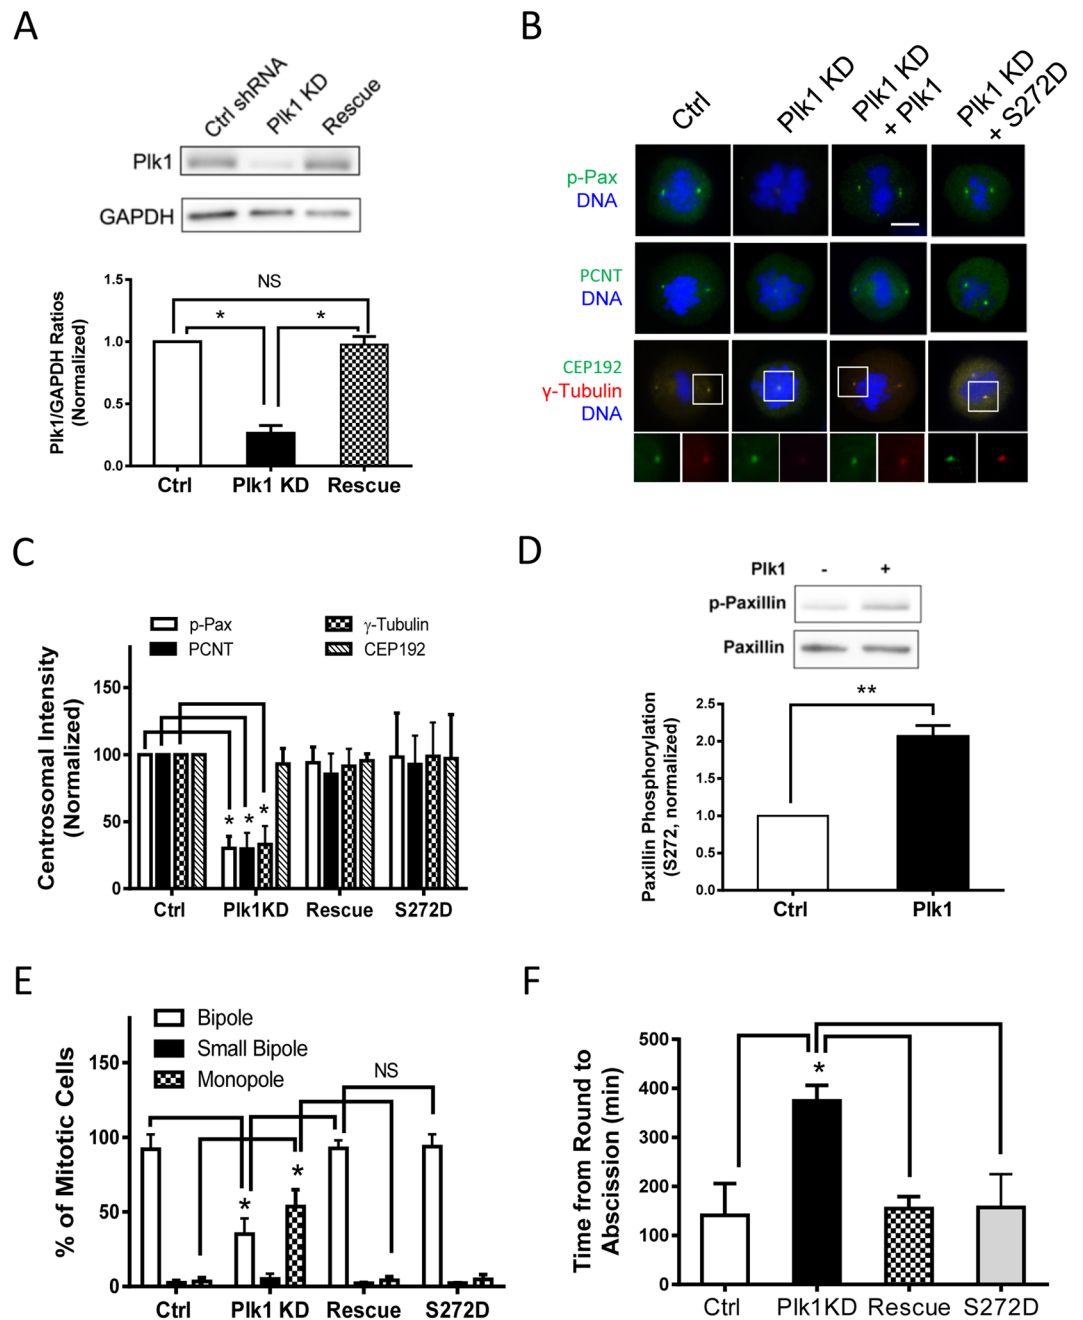 A
Ctrl shRNA
Plk1 KD
Rescue
Plk1
GAPDH
NS
*
*
1.5
1.0
0.5
0.0
Plk1/GAPDH Ratios
(Normalized)
Ctrl
Plk1 KD
Rescue
B
Ctrl
Plk1 KD
Plk1 KD
+ Plk1
Plk1 KD
+ S272D
p-Pax
DNA
PCNT
DNA
CEP192
γ-Tubulin
DNA
C
p-Pax
PCNT
γ-Tubulin
CEP192
150
100
50
0
Centrosomal Intensity
(Normalized)
*
*
*
Ctrl
Plk1KD
Rescue
S272D
D
Plk1
-
+
p-Paxillin
Paxillin
**
2.5
2.0
1.5
1.0
0.5
0.0
Paxillin Phosphorylation
(S272, normalized)
Ctrl
Plk1
E
Bipole
Small Bipole
Monopole
NS
150
100
50
0
% of Mitotic Cells
*
*
Ctrl
Plk1 KD
Rescue
S272D
F
500
400
300
200
100
0
Time from Round to
Abscission (min)
*
Ctrl
Plk1KD
Rescue
S272D